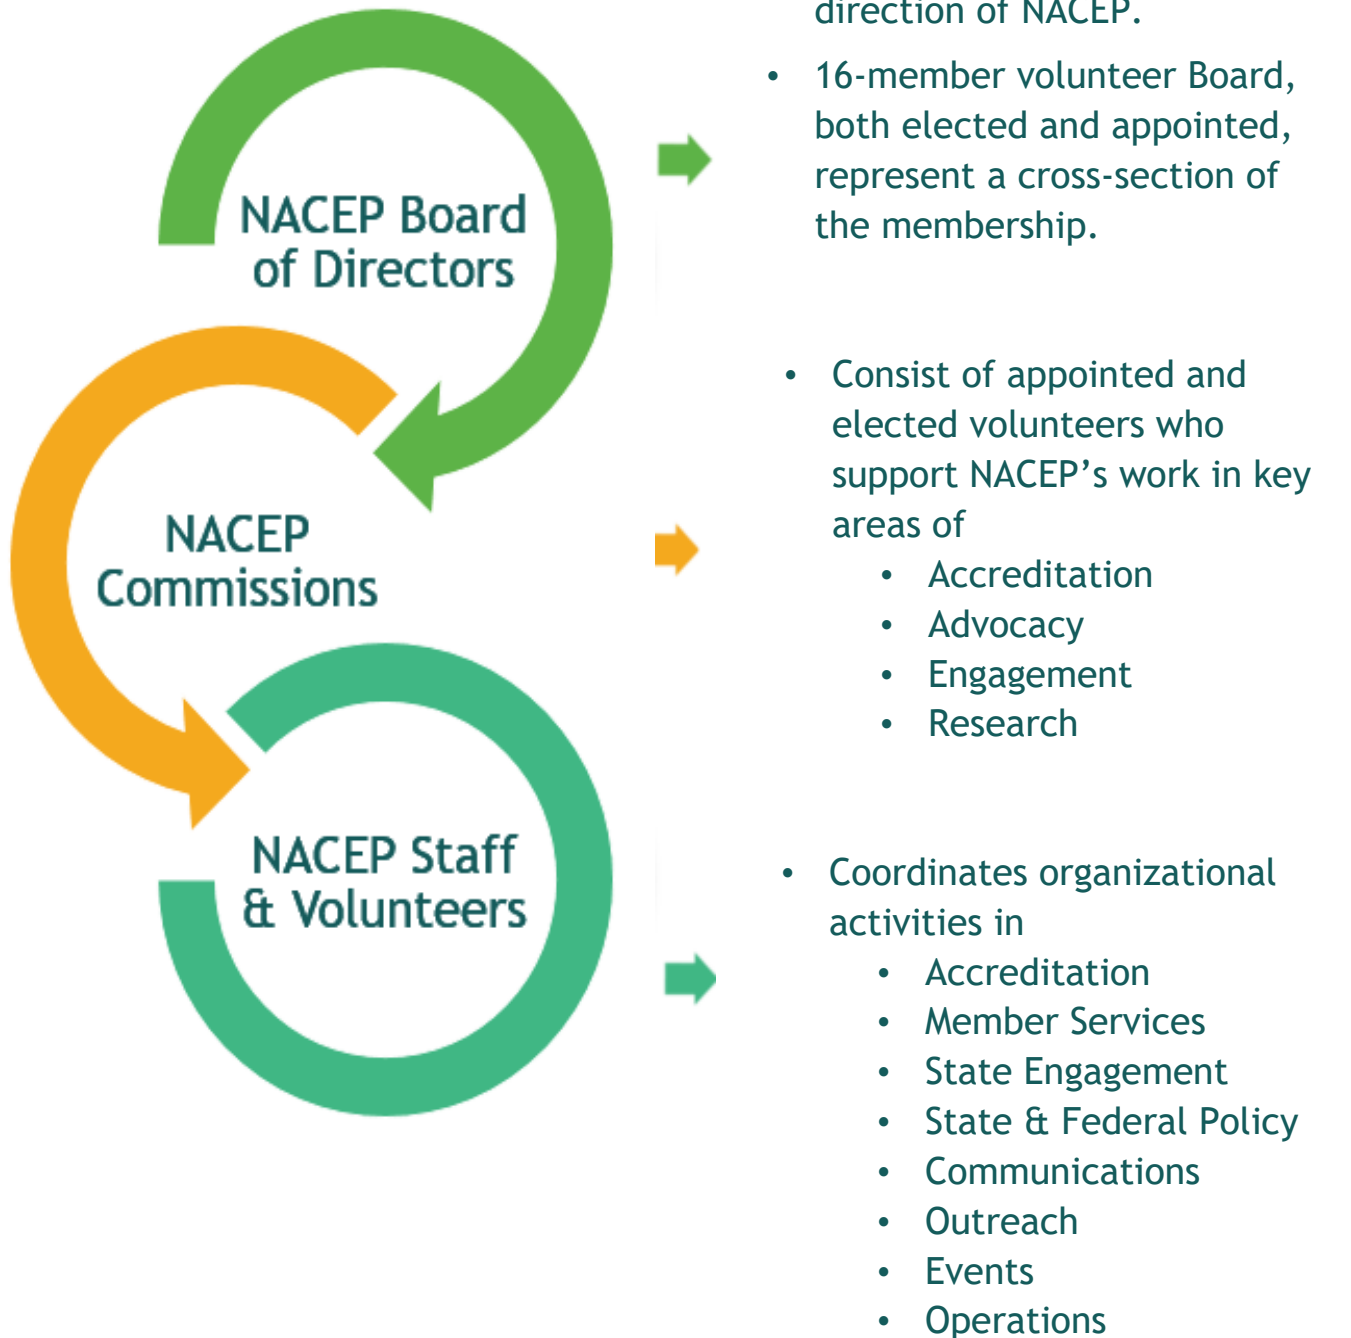 direction of NACEP.
• 16-member volunteer Board,
both elected and appointed,
represent a cross-section of
the membership.
NACEP Board
of Directors
• Consist of appointed and
elected volunteers who
support NACEP’s work in key
areas of
• Accreditation
• Advocacy
• Engagement
• Research
NACEP
Commissions
• Coordinates organizational
activities in
• Accreditation
• Member Services
• State Engagement
• State & Federal Policy
• Communications
• Outreach
• Events
• Operations
NACEP Staff
& Volunteers